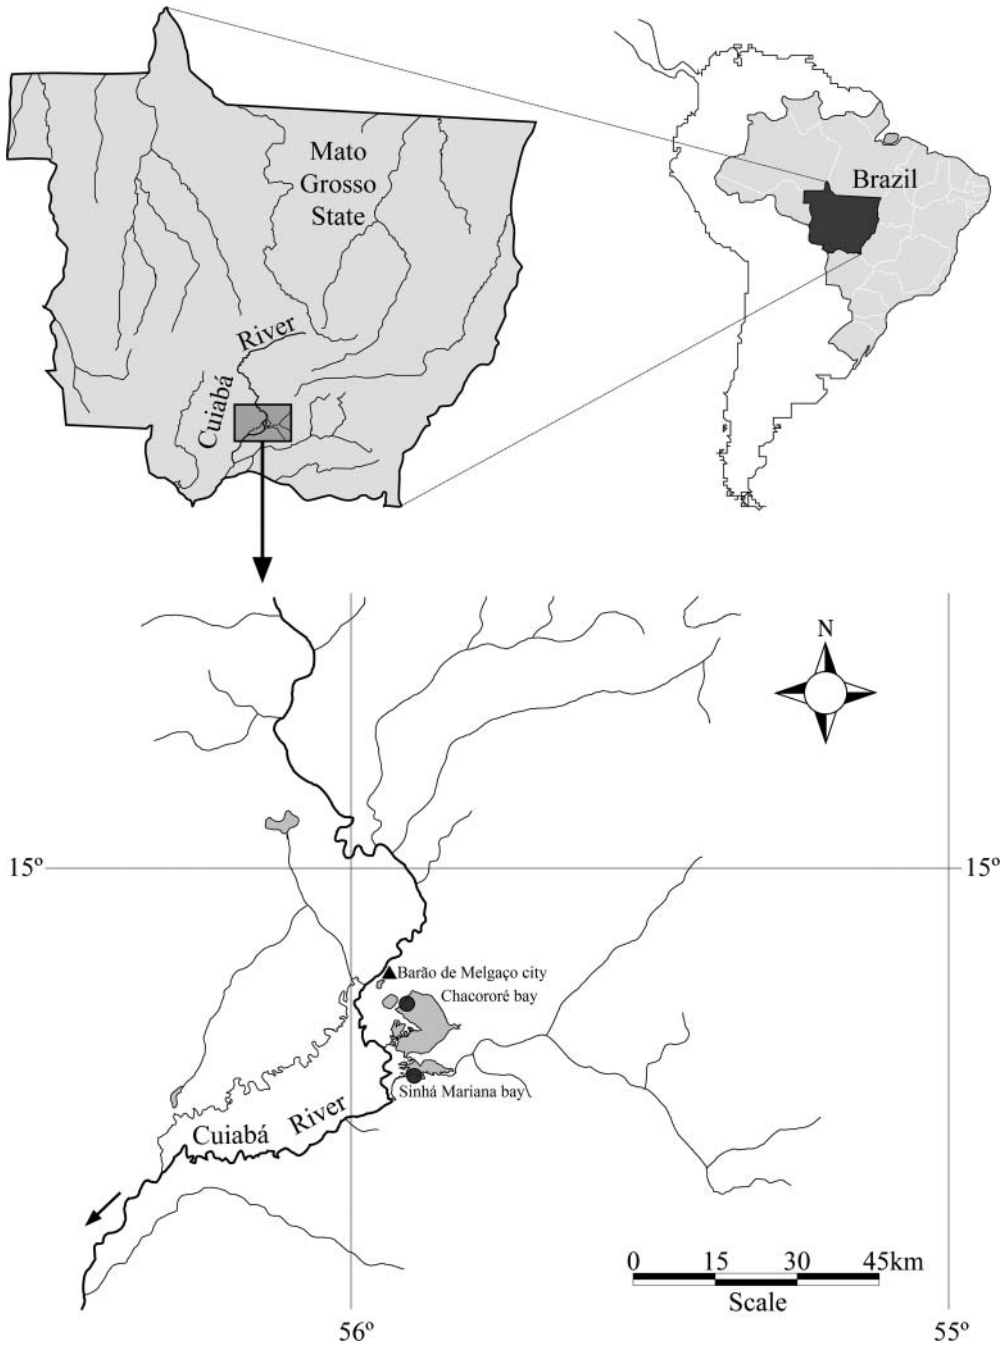 Mato
Grosso
State
Brazil
River
Cuiabá
N
15º
15º
Barão de Melgaço city
Chacororé bay
Sinhá Mariana bay
Cuiabá River
0 15 30 45km
Scale
56º
55º